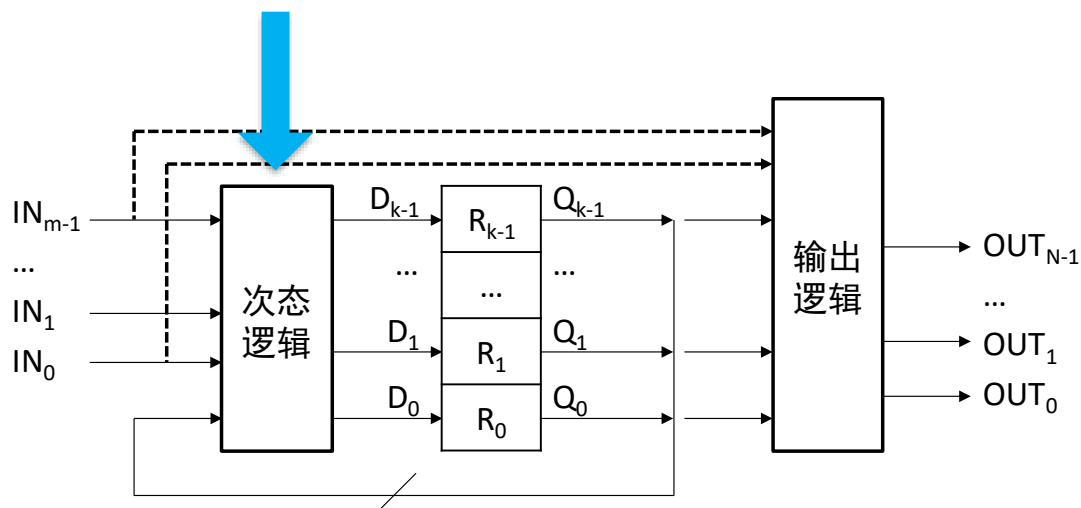 IN_{m-1}
...
IN_1
IN_0
次态
逻辑
D_{k-1}
...
D_1
D_0
R_{k-1}
...
R_1
R_0
Q_{k-1}
...
Q_1
Q_0
输出
逻辑
OUT_{N-1}
...
OUT_1
OUT_0